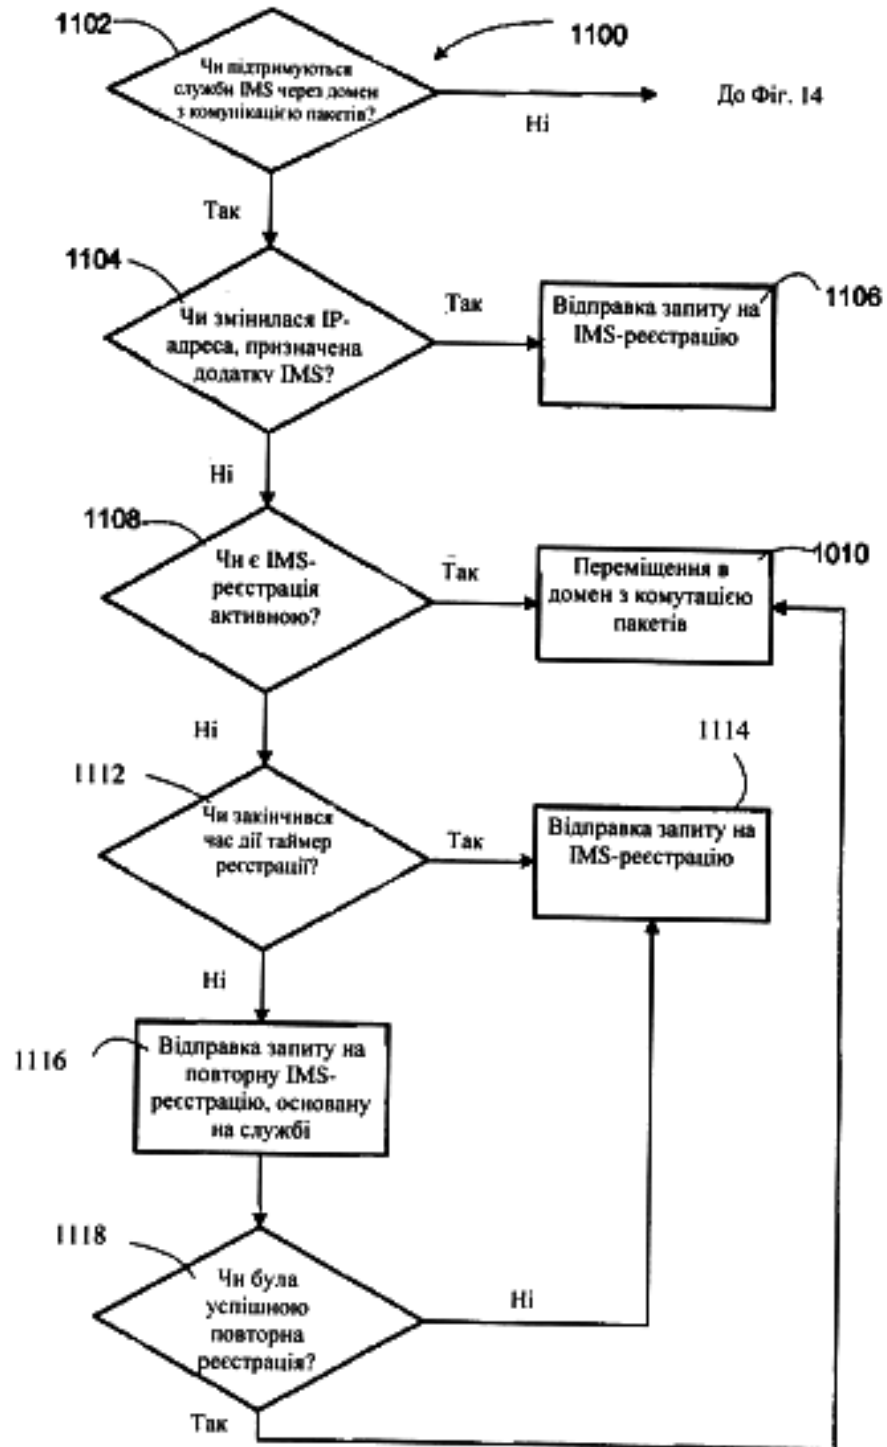 1102
1100
Чи підтримуються
служби IMS через домен
з комунікацією пакетів?
До Фіг. 14
Ні
Так
1104
1106
Чи змінилася IP-
адреса, призначена
додатку IMS?
Так
Відправка запиту на
IMS-реєстрацію
Ні
1108
1010
Чи є IMS-
реєстрація
активною?
Так
Переміщення в
домен з комутацією
пакетів
Ні
1114
1112
Чи закінчився
час дії таймер
реєстрації?
Так
Відправка запиту на
IMS-реєстрацію
Ні
1116
Відправка запиту на
повторну IMS-
реєстрацію, основану
на службі
1118
Чи була
успішною
повторна
реєстрація?
Ні
Так